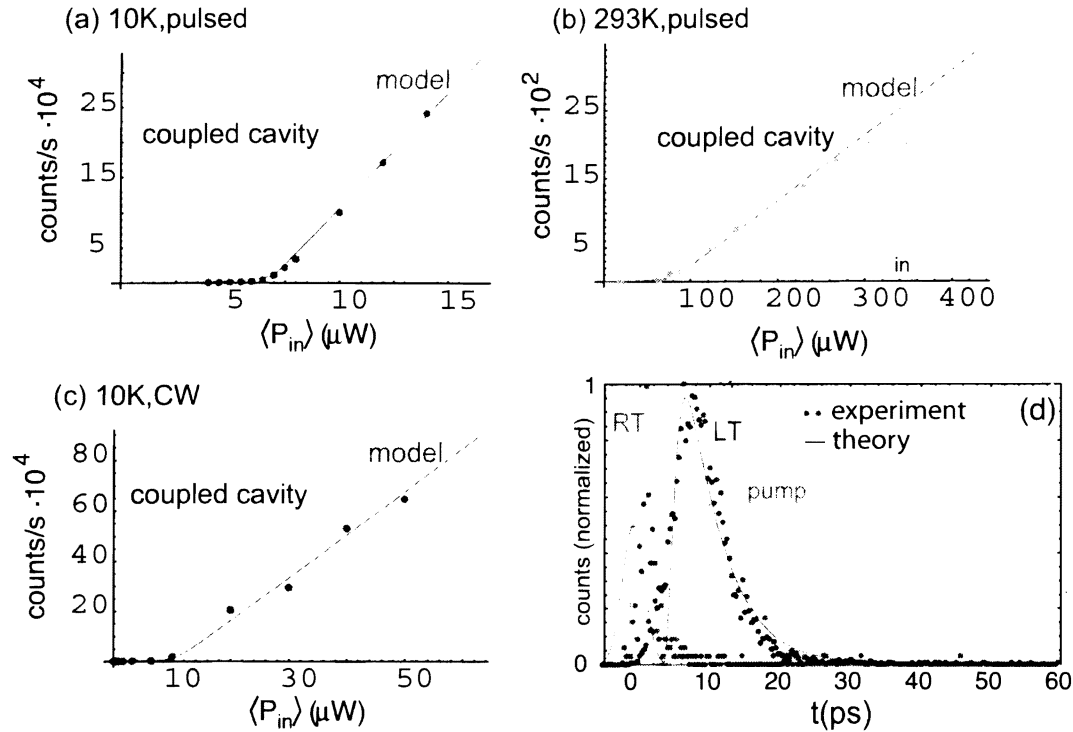 (a) 10K,pulsed
counts/s ·10⁴
25
15
5
model
coupled cavity
5
10
15
⟨P_in⟩ (μW)
(b) 293K,pulsed
counts/s ·10²
25
15
5
model
coupled cavity
in
100
200
300
400
⟨P_in⟩ (μW)
(c) 10K,CW
counts/s ·10⁴
80
60
40
20
model
coupled cavity
10
30
50
⟨P_in⟩ (μW)
(d)
counts (normalized)
1
0
RT
LT
pump
experiment
theory
0
10
20
30
40
50
60
t(ps)